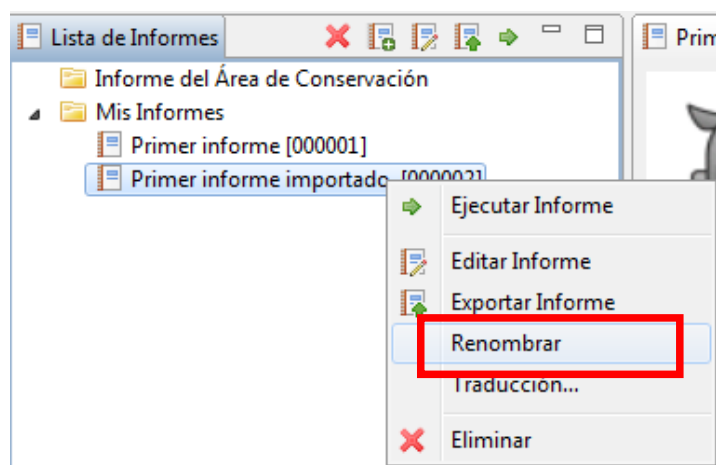 Lista de Informes
Prim
Informe del Área de Conservación
Mis Informes
Primer informe [000001]
Primer informe importado [000002]
Ejecutar Informe
Editar Informe
Exportar Informe
Renombrar
Traducción...
Eliminar